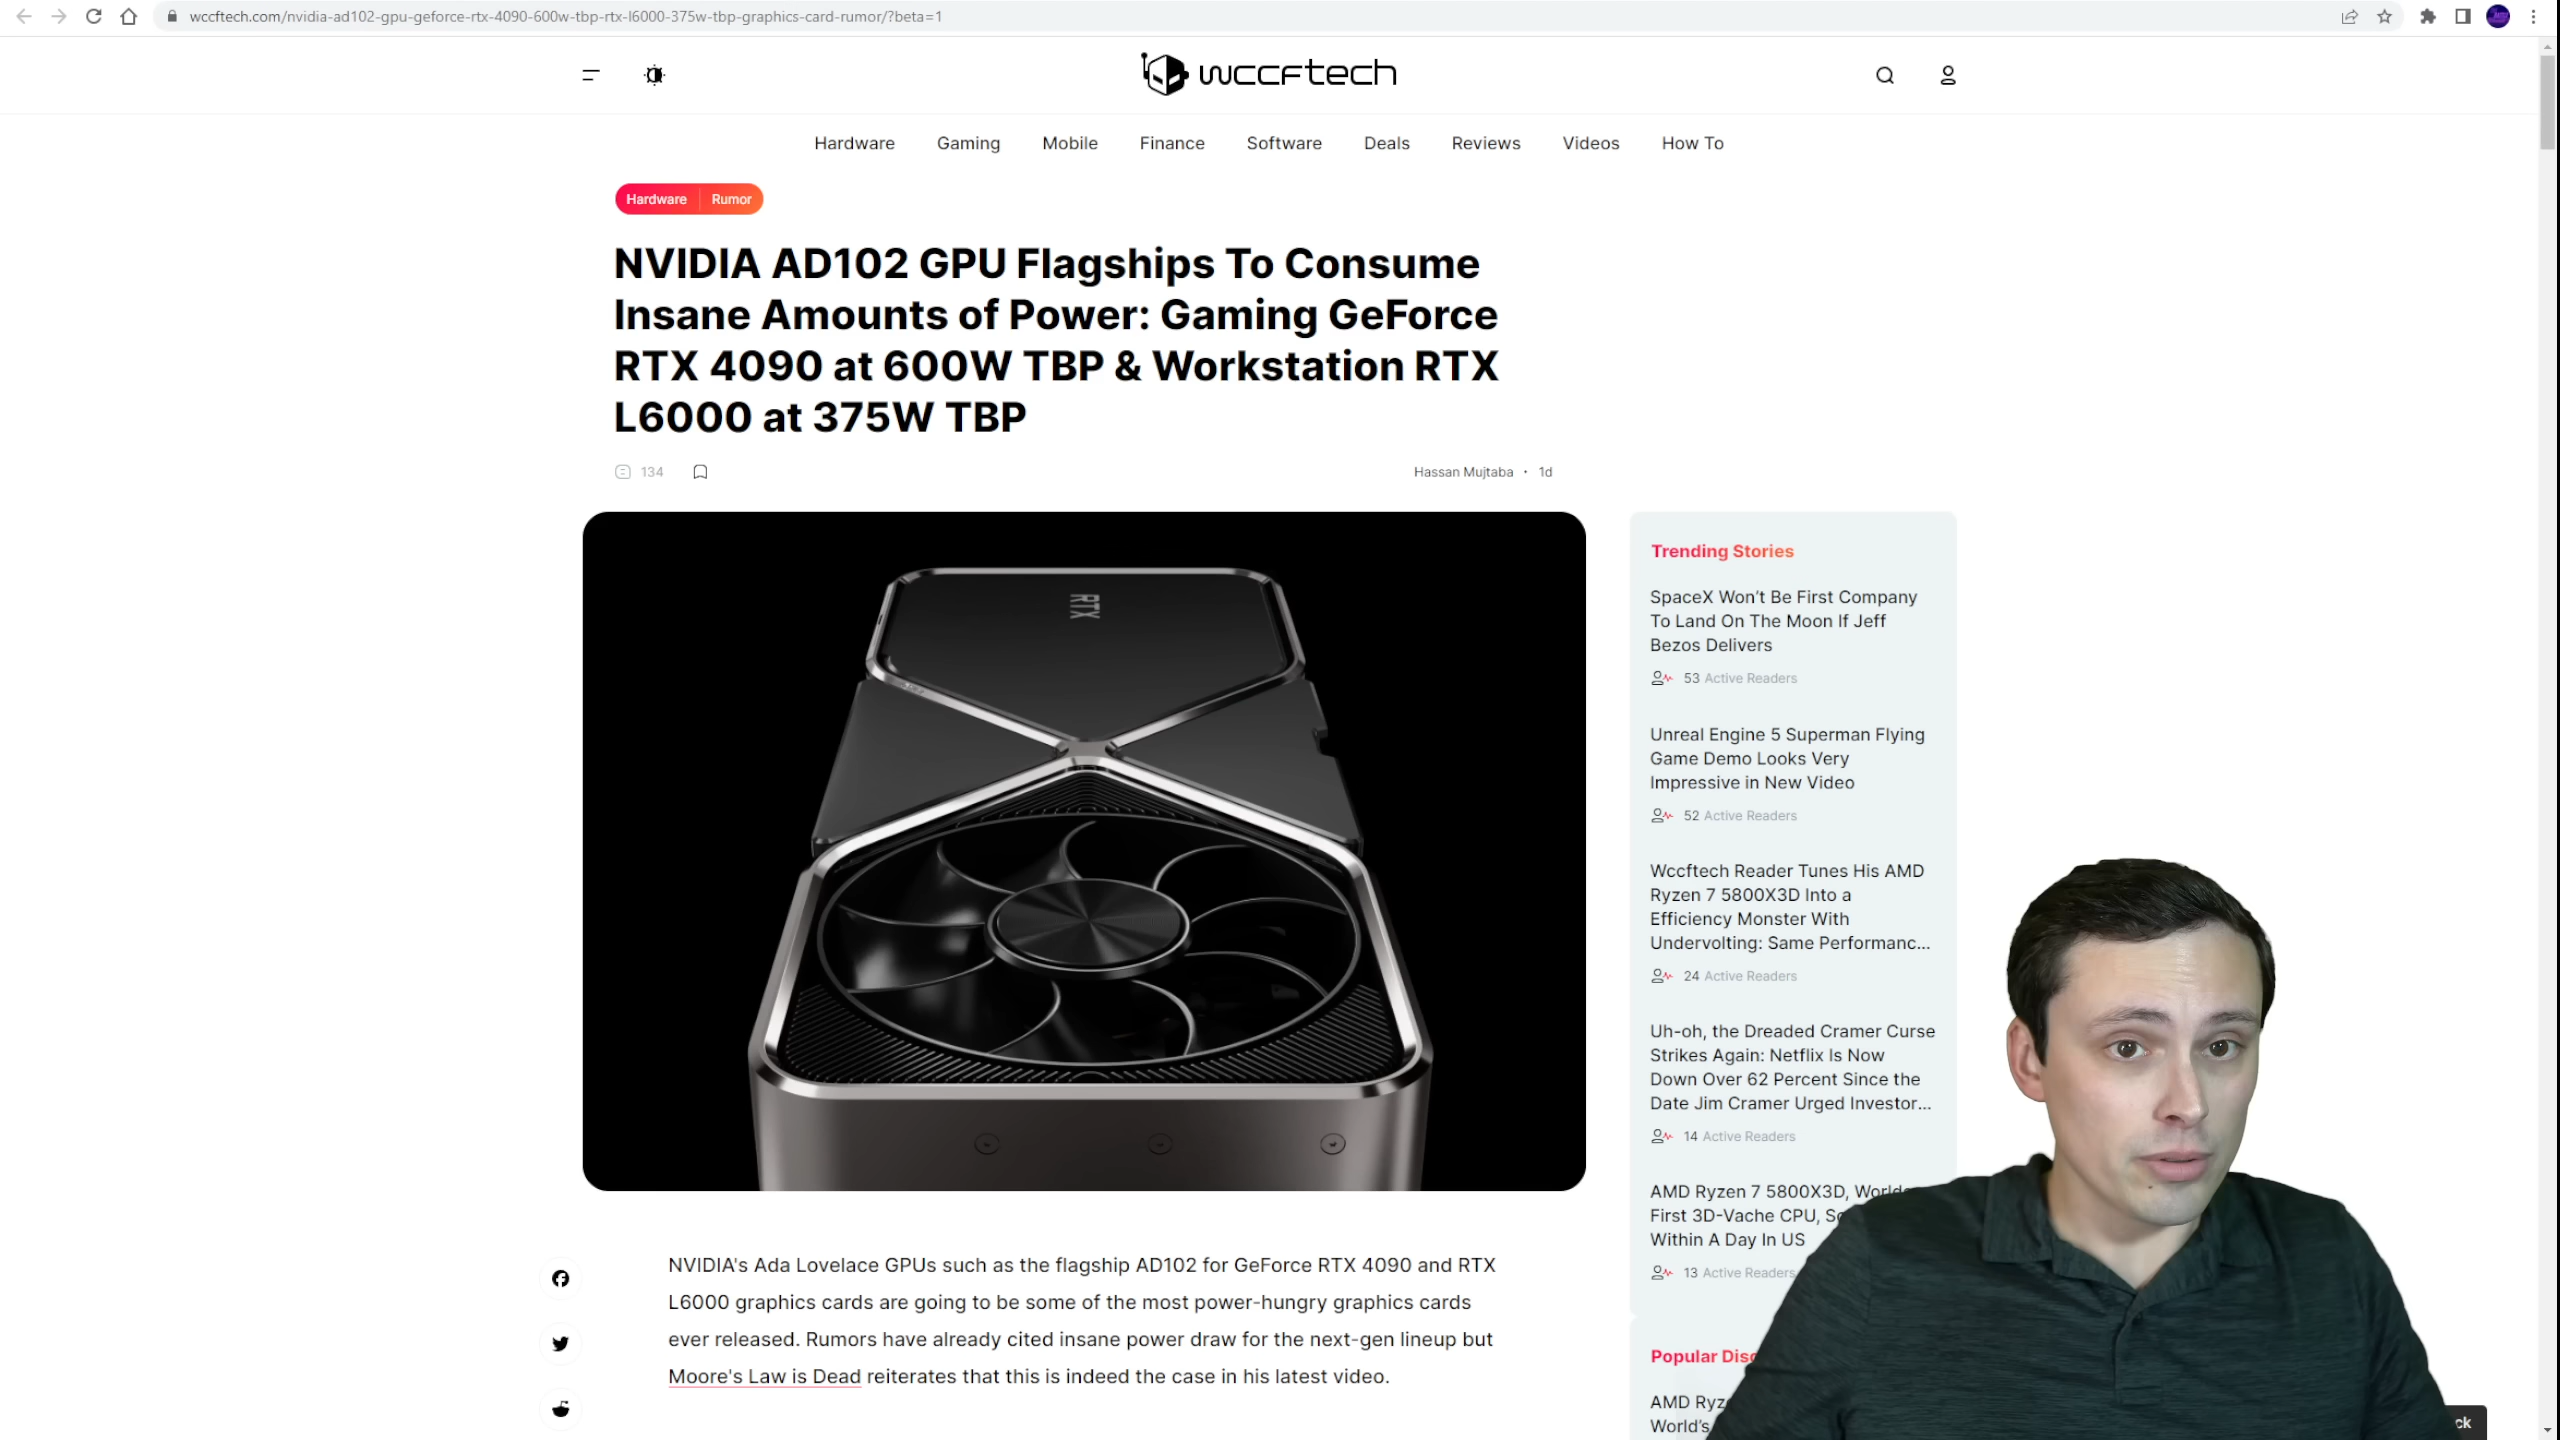 wccftech.com/nvidia-ad102-gpu-geforce-rtx-4090-600w-tbp-rtx-l6000-375w-tbp-graphics-card-rumor/?beta=1
wccftech
Hardware Gaming Mobile Finance Software Deals Reviews Videos How To
Hardware Rumor
NVIDIA AD102 GPU Flagships To Consume
Insane Amounts of Power: Gaming GeForce
RTX 4090 at 600W TBP & Workstation RTX
L6000 at 375W TBP
134
Hassan Mujtaba • 1d
RTX
Trending Stories
SpaceX Won't Be First Company
To Land On The Moon If Jeff
Bezos Delivers
53 Active Readers
Unreal Engine 5 Superman Flying
Game Demo Looks Very
Impressive in New Video
52 Active Readers
Wccftech Reader Tunes His AMD
Ryzen 7 5800X3D Into a
Efficiency Monster With
Undervolting: Same Performanc...
24 Active Readers
Uh-oh, the Dreaded Cramer Curse
Strikes Again: Netflix Is Now
Down Over 62 Percent Since the
Date Jim Cramer Urged Investor...
14 Active Readers
AMD Ryzen 7 5800X3D,
First 3D-Vache CPU,
Within A Day In US
13 Active Readers
Popular
AMD
World's
NVIDIA's Ada Lovelace GPUs such as the flagship AD102 for GeForce RTX 4090 and RTX
L6000 graphics cards are going to be some of the most power-hungry graphics cards
ever released. Rumors have already cited insane power draw for the next-gen lineup but
Moore's Law is Dead reiterates that this is indeed the case in his latest video.